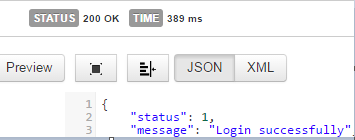 STATUS 200 OK TIME 389 ms
Preview JSON XML
1 {
2 "status": 1,
3 "message": "Login successfully"